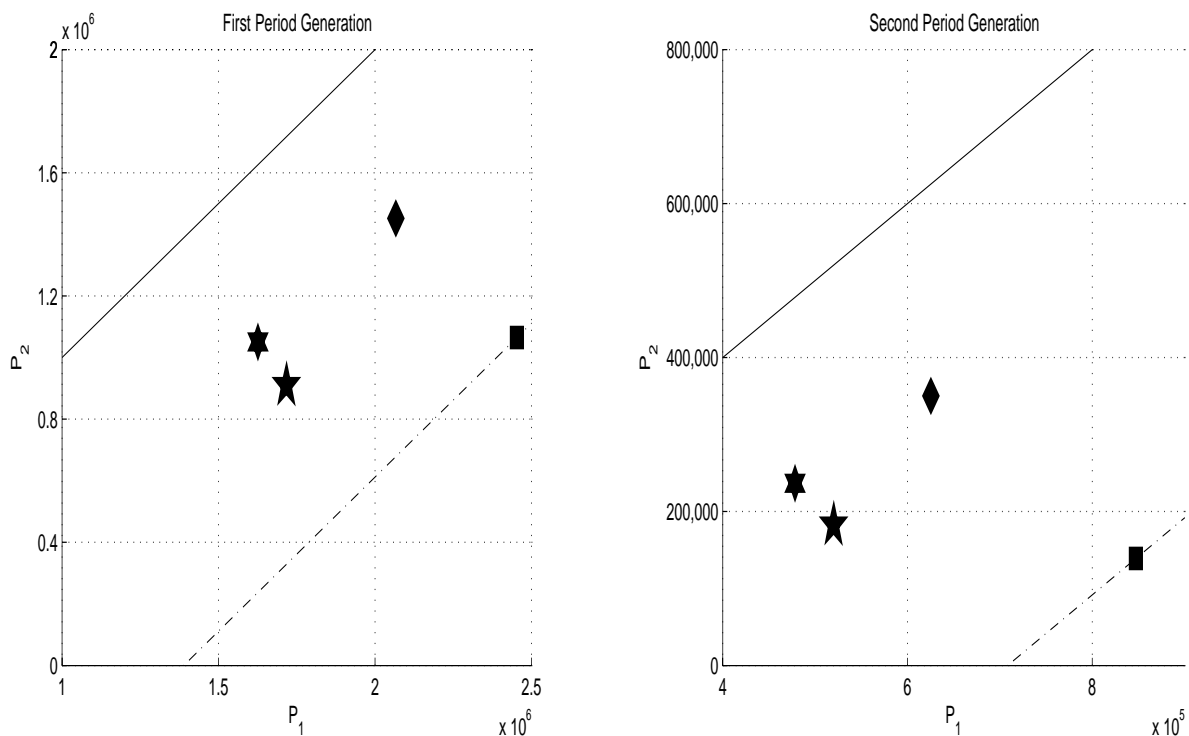 First Period Generation
x 10^6
2
1.6
1.2
0.8
0.4
0
P_2
1 1.5 2 2.5
P_1
x 10^6
Second Period Generation
800,000
600,000
400,000
200,000
0
P_2
4 6 8
P_1
x 10^5